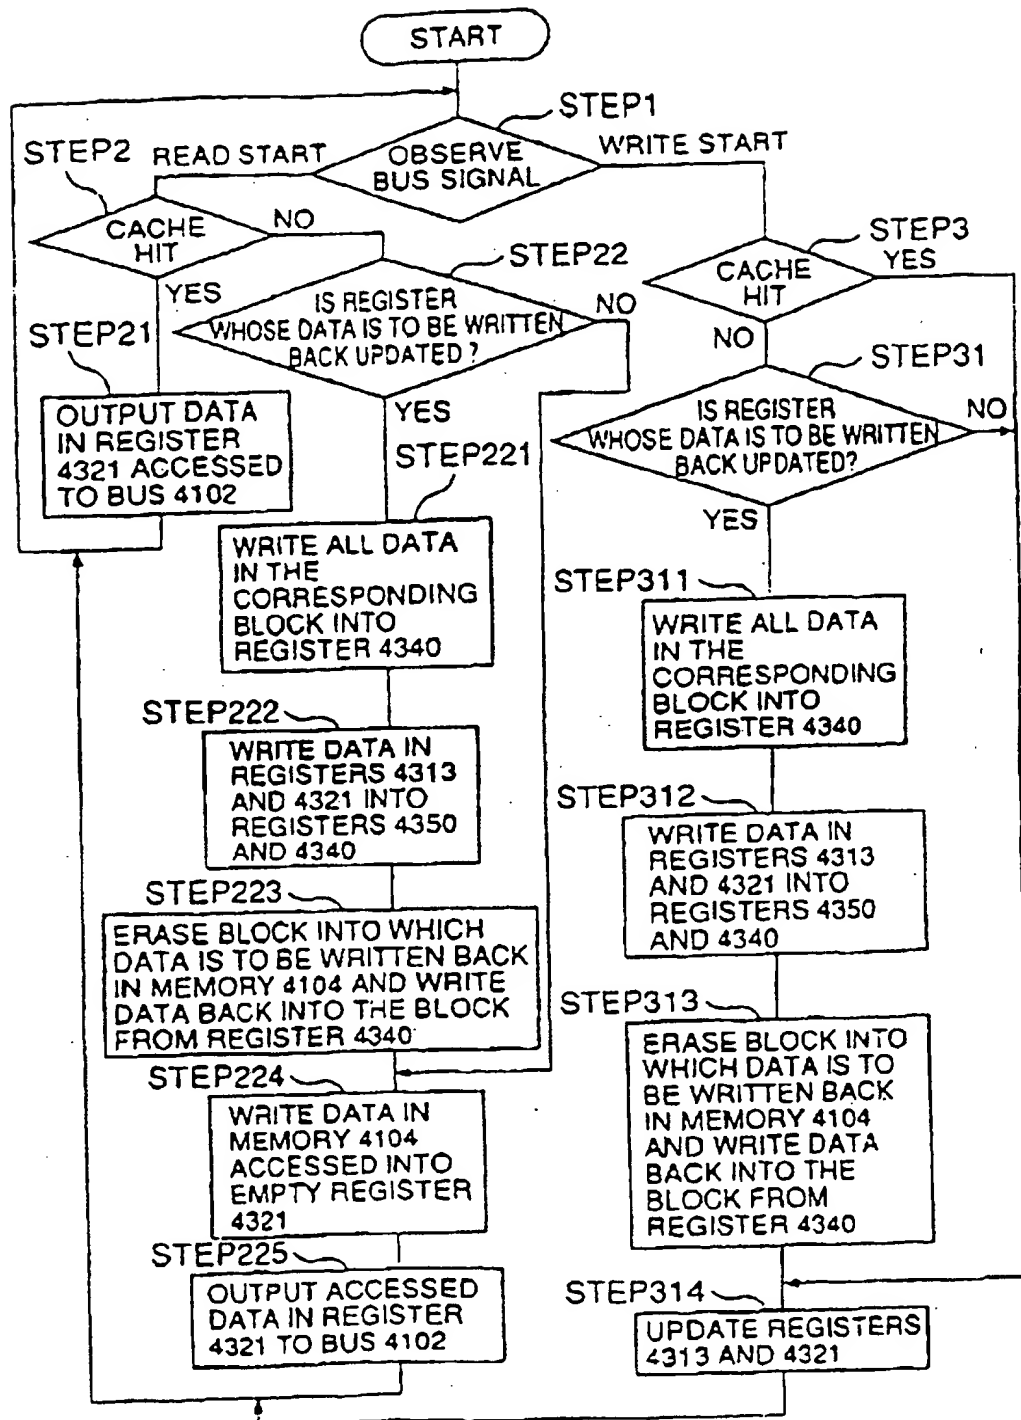 START
STEP1
OBSERVE
BUS SIGNAL
READ START
WRITE START
STEP2
CACHE
HIT
NO
YES
STEP21
OUTPUT DATA
IN REGISTER
4321 ACCESSED
TO BUS 4102
STEP22
IS REGISTER
WHOSE DATA IS TO BE WRITTEN
BACK UPDATED?
NO
YES
STEP221
WRITE ALL DATA
IN THE
CORRESPONDING
BLOCK INTO
REGISTER 4340
STEP222
WRITE DATA IN
REGISTERS 4313
AND 4321 INTO
REGISTERS 4350
AND 4340
STEP223
ERASE BLOCK INTO WHICH
DATA IS TO BE WRITTEN BACK
IN MEMORY 4104 AND WRITE
DATA BACK INTO THE BLOCK
FROM REGISTER 4340
STEP224
WRITE DATA IN
MEMORY 4104
ACCESSED INTO
EMPTY REGISTER
4321
STEP225
OUTPUT ACCESSED
DATA IN REGISTER
4321 TO BUS 4102
STEP3
CACHE
HIT
YES
NO
STEP31
IS REGISTER
WHOSE DATA IS TO BE WRITTEN
BACK UPDATED?
NO
YES
STEP311
WRITE ALL DATA
IN THE
CORRESPONDING
BLOCK INTO
REGISTER 4340
STEP312
WRITE DATA IN
REGISTERS 4313
AND 4321 INTO
REGISTERS 4350
AND 4340
STEP313
ERASE BLOCK INTO
WHICH DATA IS TO
BE WRITTEN BACK
IN MEMORY 4104
AND WRITE DATA
BACK INTO THE
BLOCK FROM
REGISTER 4340
STEP314
UPDATE REGISTERS
4313 AND 4321